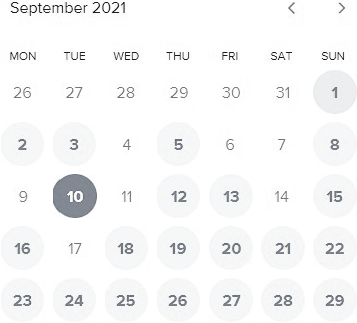 September 2021 < >
MON TUE WED THU FRI SAT SUN
26 27 28 29 30 31 1
2 3 4 5 6 7 8
9 10 11 12 13 14 15
16 17 18 19 20 21 22
23 24 25 26 27 28 29